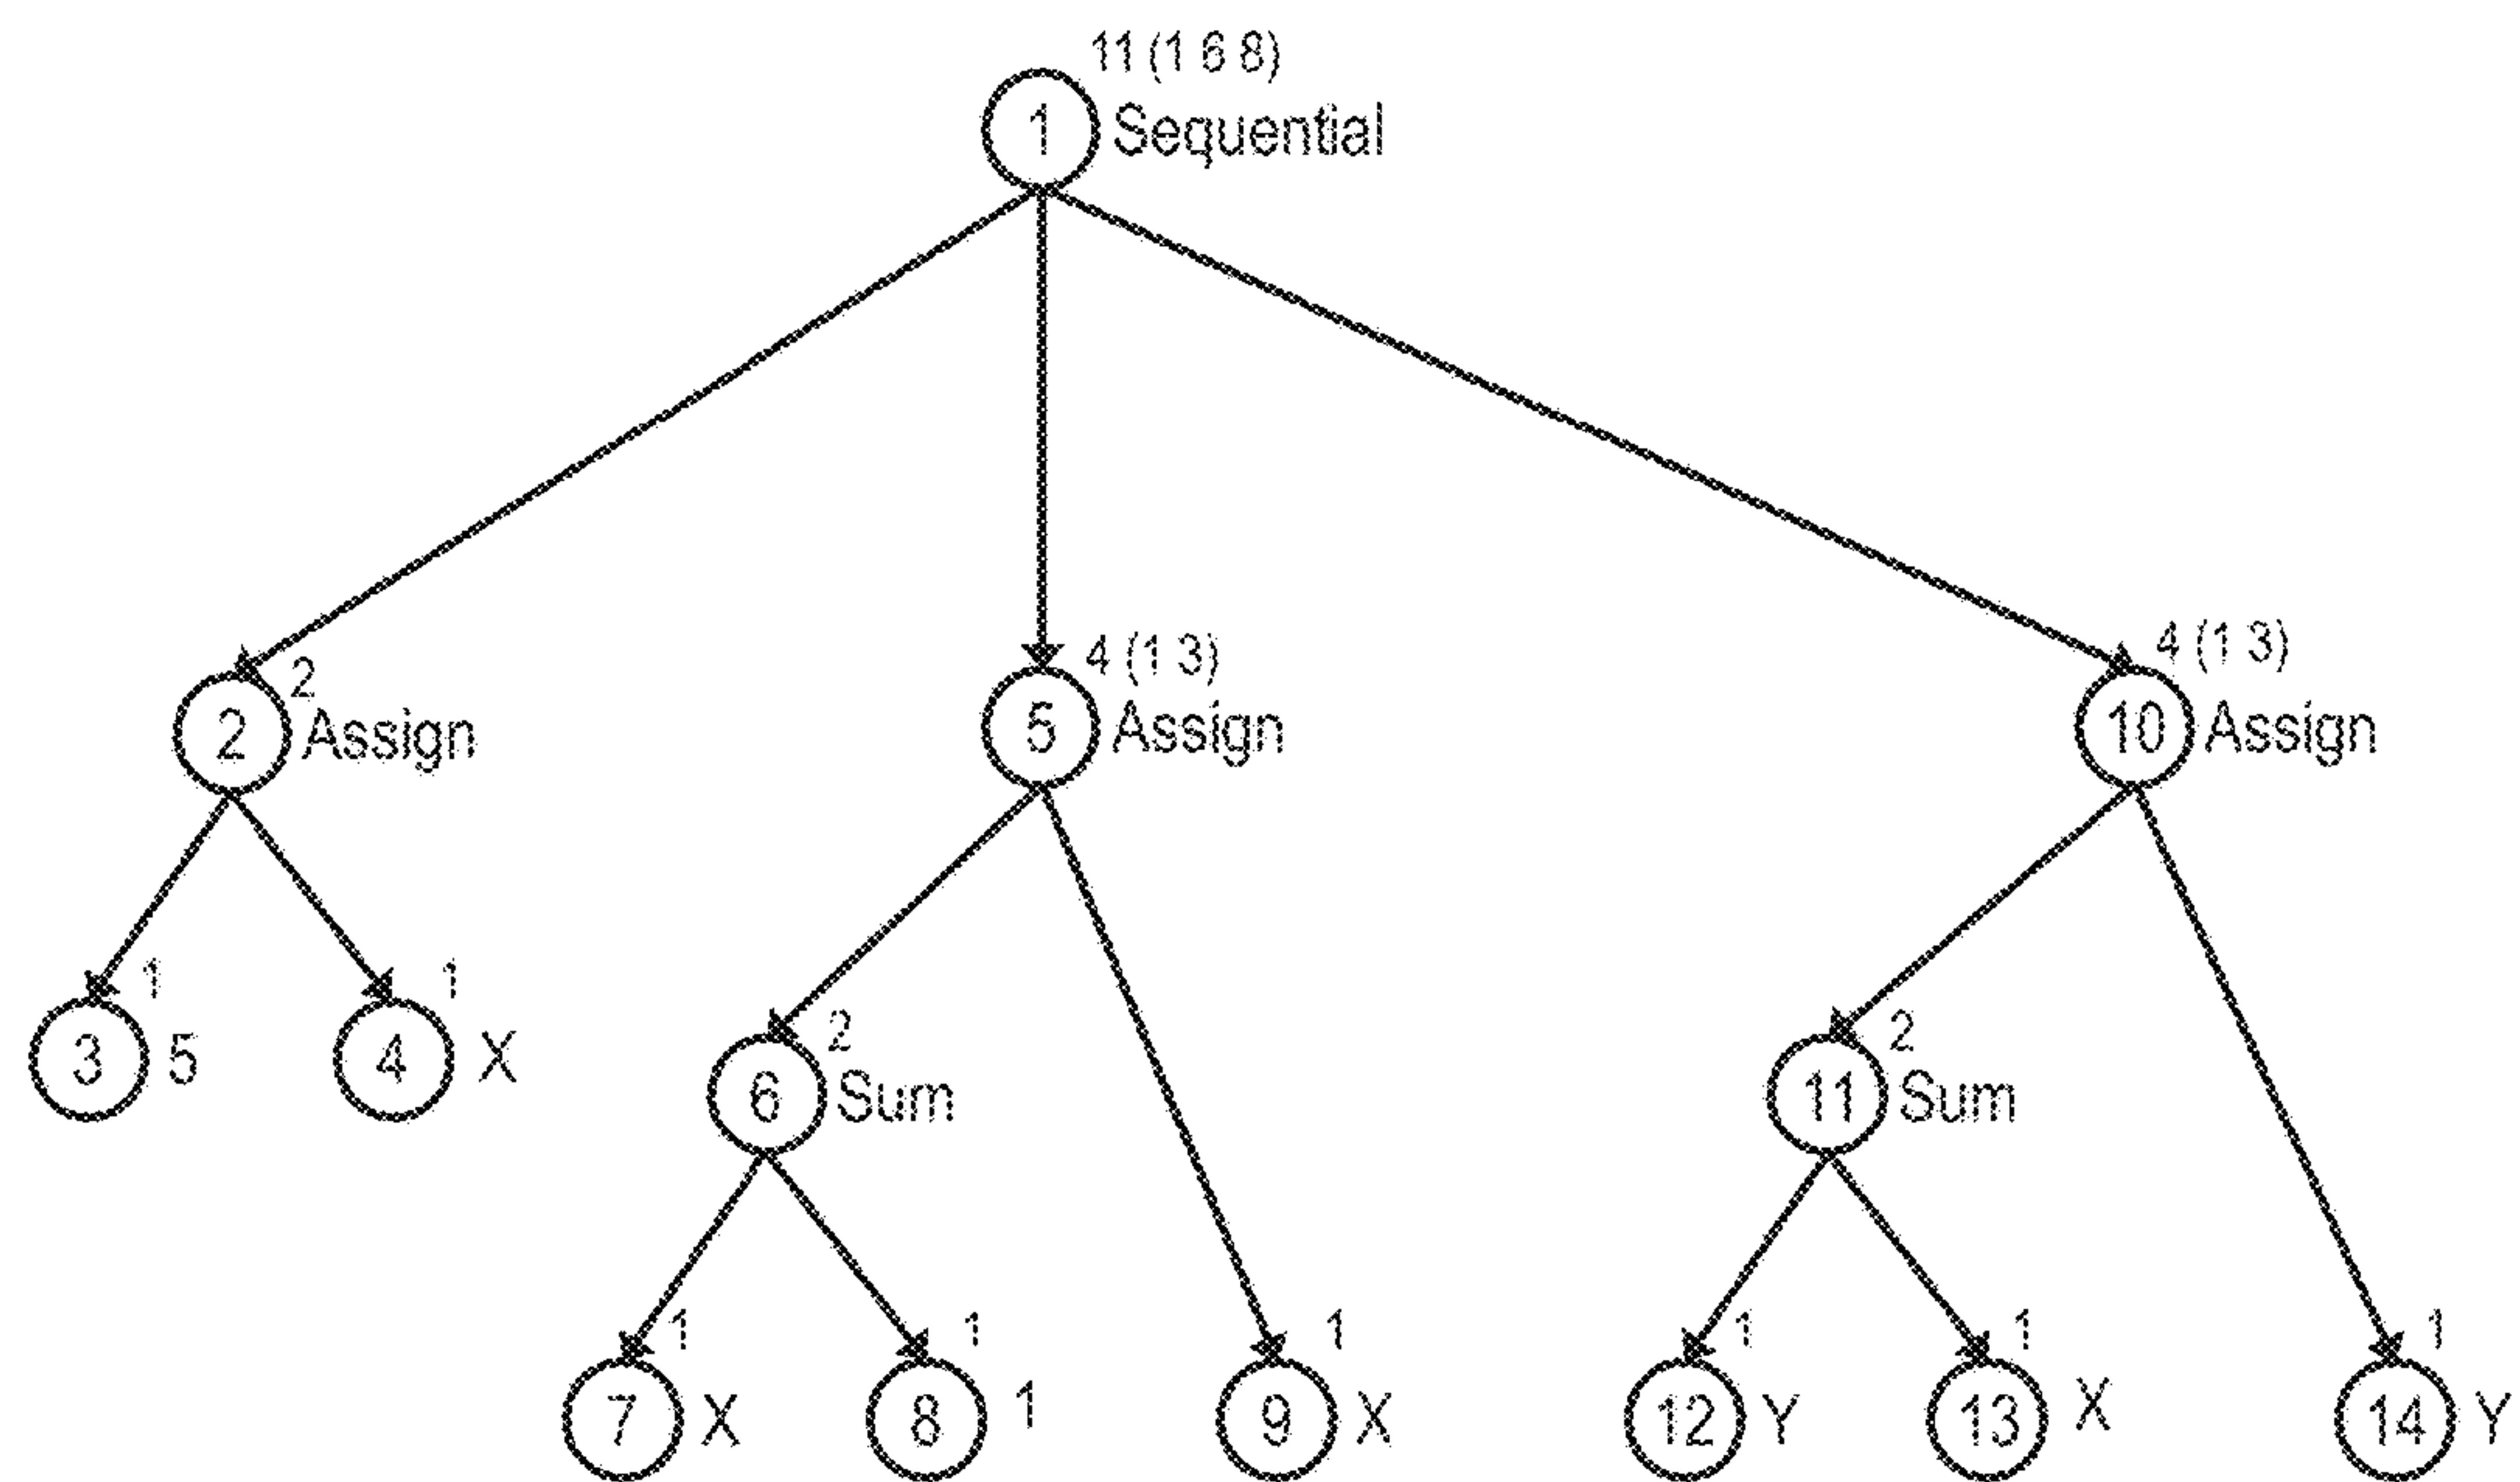 11 (1 6 8)
1 Sequential
2
2 Assign
4 (1 3)
5 Assign
4 (1 3)
10 Assign
1
3 5
1
4 X
2
6 Sum
2
11 Sum
1
7 X
1
8 1
1
9 X
1
12 Y
1
13 X
1
14 Y